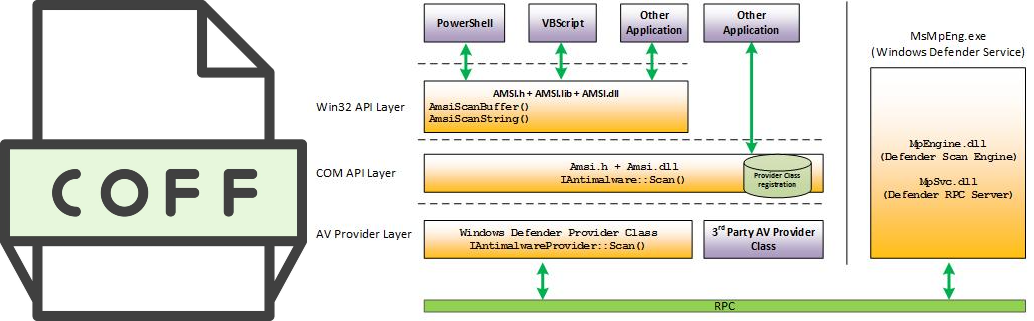 COFF
PowerShell
VBScript
Other
Application
Other
Application
MsMpEng.exe
(Windows Defender Service)
Win32 API Layer
AMSI.h + AMSI.lib + AMSI.dll
AmsiScanBuffer()
AmsiScanString()
COM API Layer
Amsi.h + Amsi.dll
IAntimalware::Scan()
Provider Class
registration
MpEngine.dll
(Defender Scan Engine)
MpSvc.dll
(Defender RPC Server)
AV Provider Layer
Windows Defender Provider Class
IAntimalwareProvider::Scan()
3rd Party AV Provider
Class
RPC